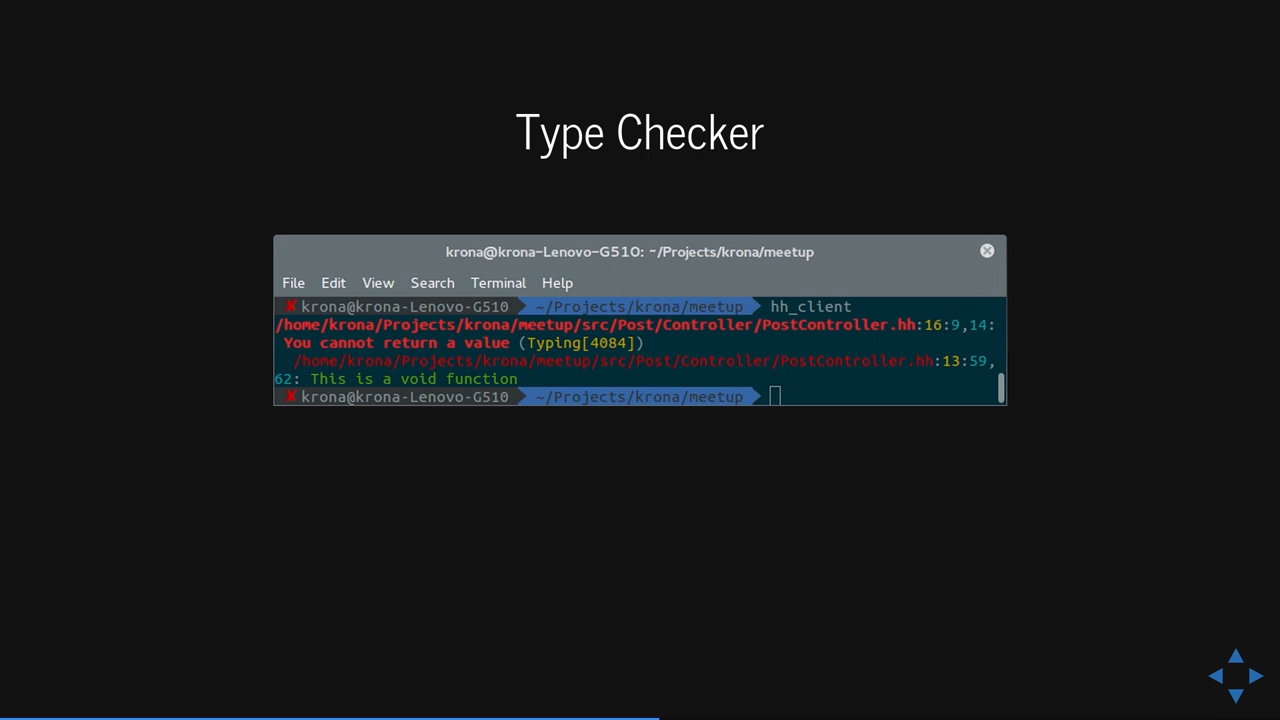 Type Checker
krona@krona-Lenovo-G510: ~/Projects/krona/meetup
File Edit View Search Terminal Help
✘ krona@krona-Lenovo-G510 ~/Projects/krona/meetup hh_client
/home/krona/Projects/krona/meetup/src/Post/Controller/PostController.hh:16:9,14:
You cannot return a value (Typing[4084])
/home/krona/Projects/krona/meetup/src/Post/Controller/PostController.hh:13:59,
62: This is a void function
✘ krona@krona-Lenovo-G510 ~/Projects/krona/meetup